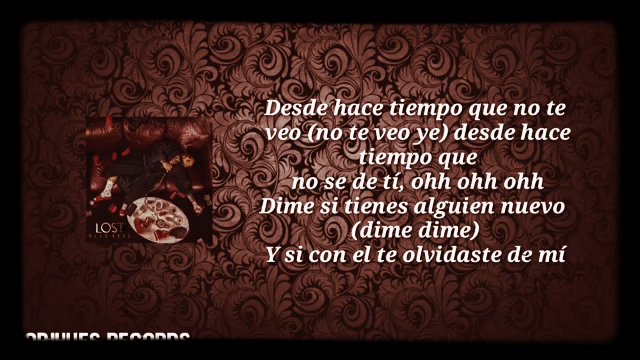 Desde hace tiempo que no te
veo (no te veo ye) desde hace
tiempo que
no se de tí, ohh ohh ohh
Dime si tienes alguien nuevo
(dime dime)
Y si con el te olvidaste de mí
LOST
RECORDS